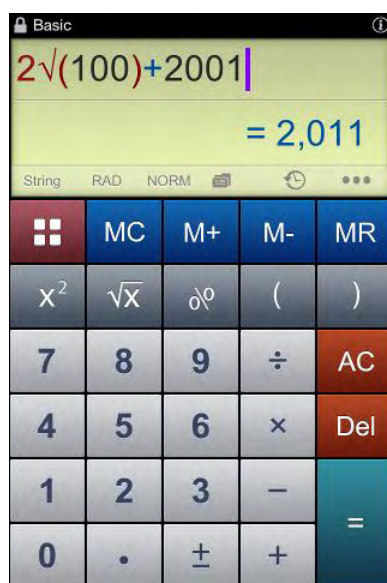 Basic
2√(100)+2001
= 2,011
String RAD NORM
MC M+ M- MR
x² √x % ( )
7 8 9 ÷ AC
4 5 6 × Del
1 2 3 −
0 . ± + =